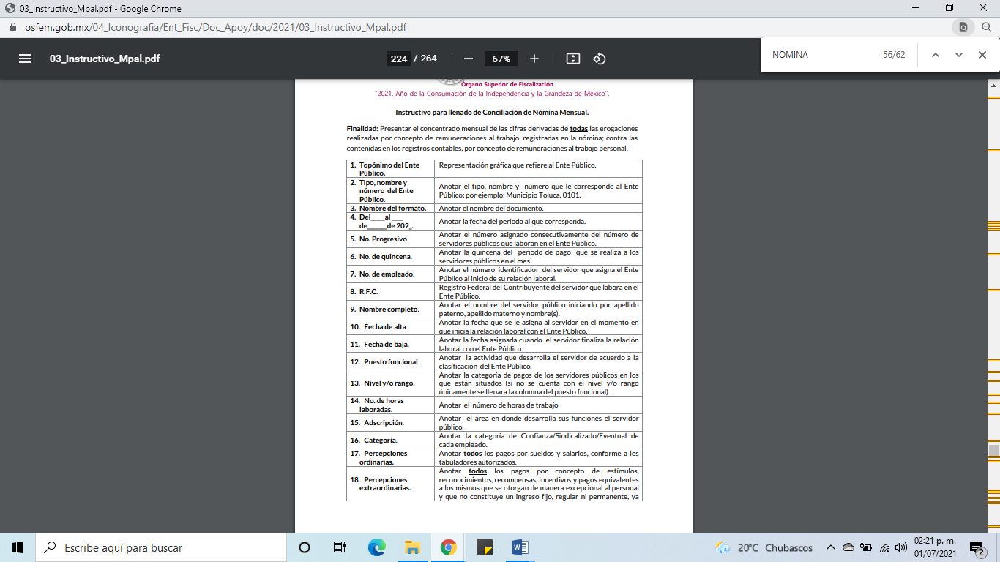 03_Instructivo_Mpal.pdf - Google Chrome
osfem.gob.mx/04_Iconografia/Ent_Fisc/Doc_Apoy/doc/2021/03_Instructivo_Mpal.pdf
NOMINA 56/62
03_Instructivo_Mpal.pdf 224 / 264 67%
Órgano Superior de Fiscalización
¨2021. Año de la Consumación de la Independencia y la Grandeza de México¨.
Instructivo para llenado de Conciliación de Nómina Mensual.
Finalidad: Presentar el concentrado mensual de las cifras derivadas de todas las erogaciones
realizadas por concepto de remuneraciones al trabajo, registradas en la nómina; contra las
contenidas en los registros contables, por concepto de remuneraciones al trabajo personal.
1. Topónimo del Ente
Público.
Representación gráfica que refiere al Ente Público.
2. Tipo, nombre y
número del Ente
Público.
Anotar el tipo, nombre y número que le corresponde al Ente
Público; por ejemplo: Municipio Toluca, 0101.
3. Nombre del formato.
Anotar el nombre del documento.
4. Del____al ___
de______de 202_.
Anotar la fecha del periodo al que corresponda.
5. No. Progresivo.
Anotar el número asignado consecutivamente del número de
servidores públicos que laboran en el Ente Público.
6. No. de quincena.
Anotar la quincena del periodo de pago que se realiza a los
servidores públicos en el mes.
7. No. de empleado.
Anotar el número identificador del servidor que asigna el Ente
Público al inicio de su relación laboral.
8. R.F.C.
Registro Federal del Contribuyente del servidor que labora en el
Ente Público.
9. Nombre completo.
Anotar el nombre del servidor público iniciando por apellido
paterno, apellido materno y nombre(s).
10. Fecha de alta.
Anotar la fecha que se le asigna al servidor en el momento en
que inicia la relación laboral con el Ente Público.
11. Fecha de baja.
Anotar la fecha asignada cuando el servidor finaliza la relación
laboral con el Ente Público.
12. Puesto funcional.
Anotar la actividad que desarrolla el servidor de acuerdo a la
clasificación del Ente Público.
13. Nivel y/o rango.
Anotar la categoría de pagos de los servidores públicos en los
que están situados (si no se cuenta con el nivel y/o rango
únicamente se llenara la columna del puesto funcional).
14. No. de horas
laboradas.
Anotar el número de horas de trabajo
15. Adscripción.
Anotar el área en donde desarrolla sus funciones el servidor
público.
16. Categoría.
Anotar la categoría de Confianza/Sindicalizado/Eventual de
cada empleado.
17. Percepciones
ordinarias.
Anotar todos los pagos por sueldos y salarios, conforme a los
tabuladores autorizados.
18. Percepciones
extraordinarias.
Anotar todos los pagos por concepto de estímulos,
reconocimientos, recompensas, incentivos y pagos equivalentes
a los mismos que se otorgan de manera excepcional al personal
y que no constituye un ingreso fijo, regular ni permanente, ya
Escribe aquí para buscar
20°C Chubascos
02:21 p. m.
01/07/2021
2